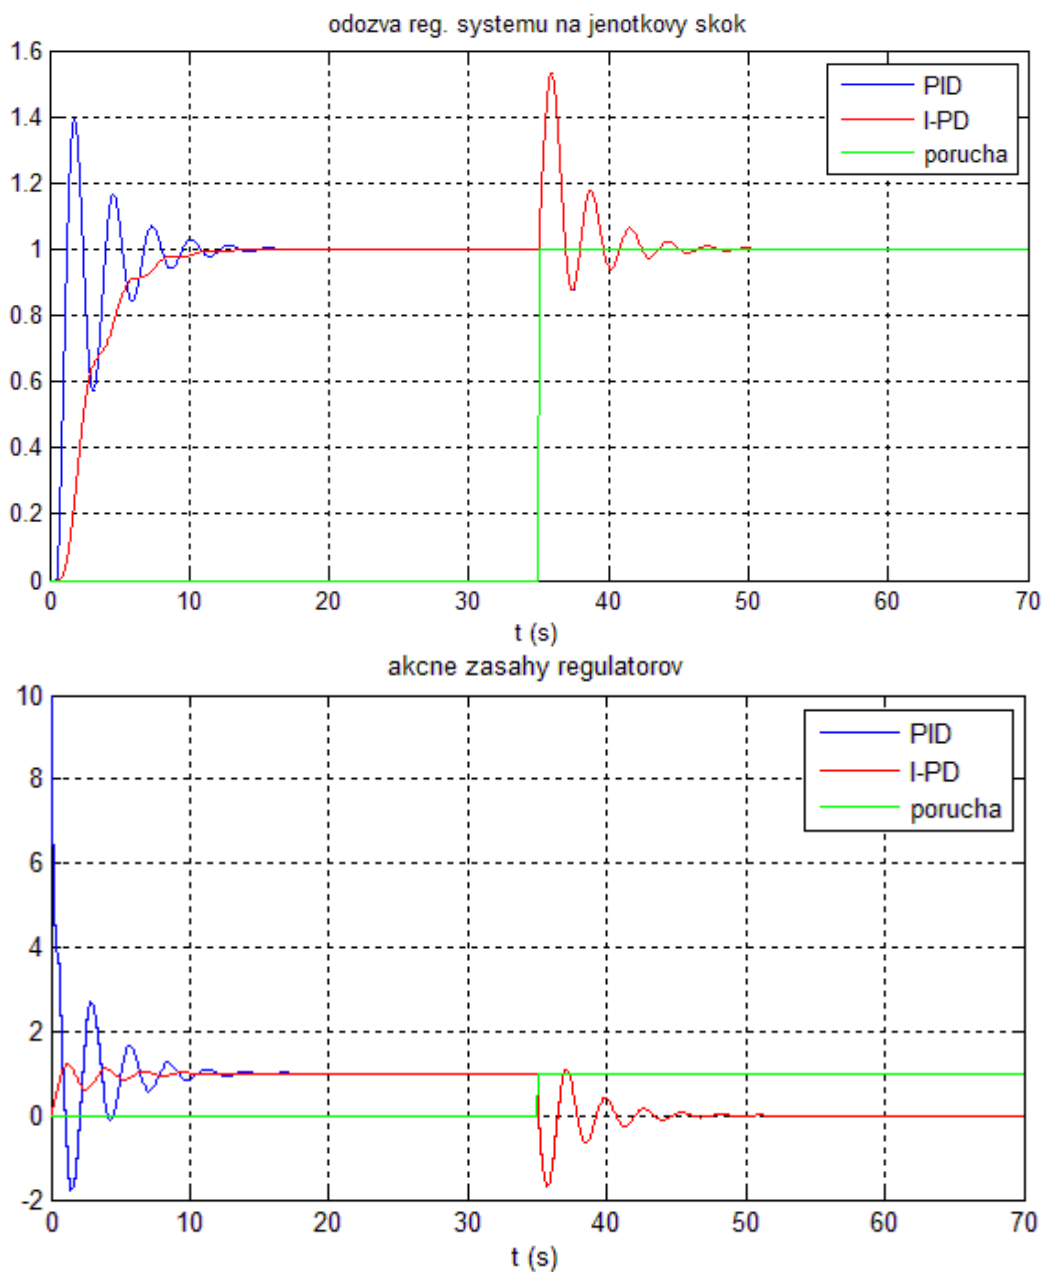 odozva reg. systemu na jenotkovy skok
1.6
1.4
1.2
1
0.8
0.6
0.4
0.2
0
PID
I-PD
porucha
0 10 20 30 40 50 60 70
t (s)
akcne zasahy regulatorov
10
8
6
4
2
0
-2
PID
I-PD
porucha
0 10 20 30 40 50 60 70
t (s)